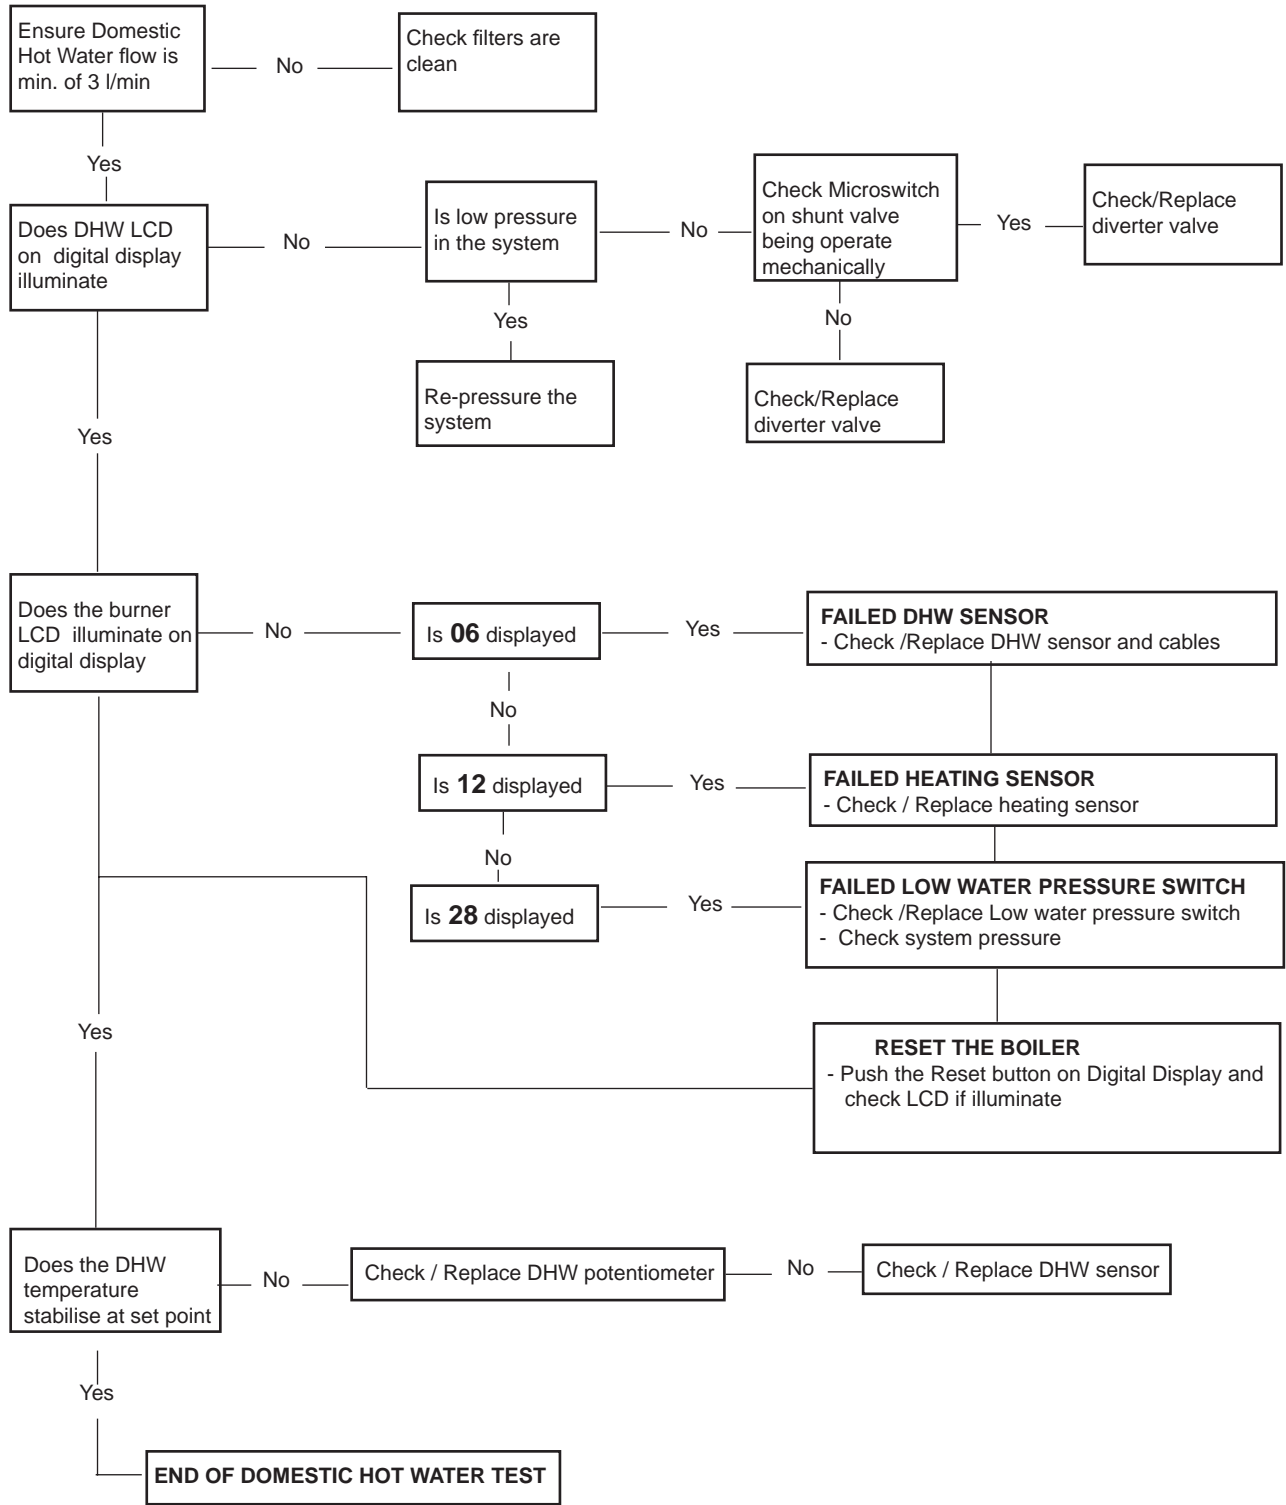 Ensure Domestic
Hot Water flow is
min. of 3 l/min
No
Check filters are
clean
Yes
Does DHW LCD
on digital display
illuminate
No
Is low pressure
in the system
No
Check Microswitch
on shunt valve
being operate
mechanically
Yes
Check/Replace
diverter valve
Yes
Re-pressure the
system
No
Check/Replace
diverter valve
Yes
Does the burner
LCD illuminate on
digital display
No
Is 06 displayed
Yes
FAILED DHW SENSOR
- Check /Replace DHW sensor and cables
No
Is 12 displayed
Yes
FAILED HEATING SENSOR
- Check / Replace heating sensor
No
Is 28 displayed
Yes
FAILED LOW WATER PRESSURE SWITCH
- Check /Replace Low water pressure switch
- Check system pressure
Yes
RESET THE BOILER
- Push the Reset button on Digital Display and
check LCD if illuminate
Does the DHW
temperature
stabilise at set point
No
Check / Replace DHW potentiometer
No
Check / Replace DHW sensor
Yes
END OF DOMESTIC HOT WATER TEST